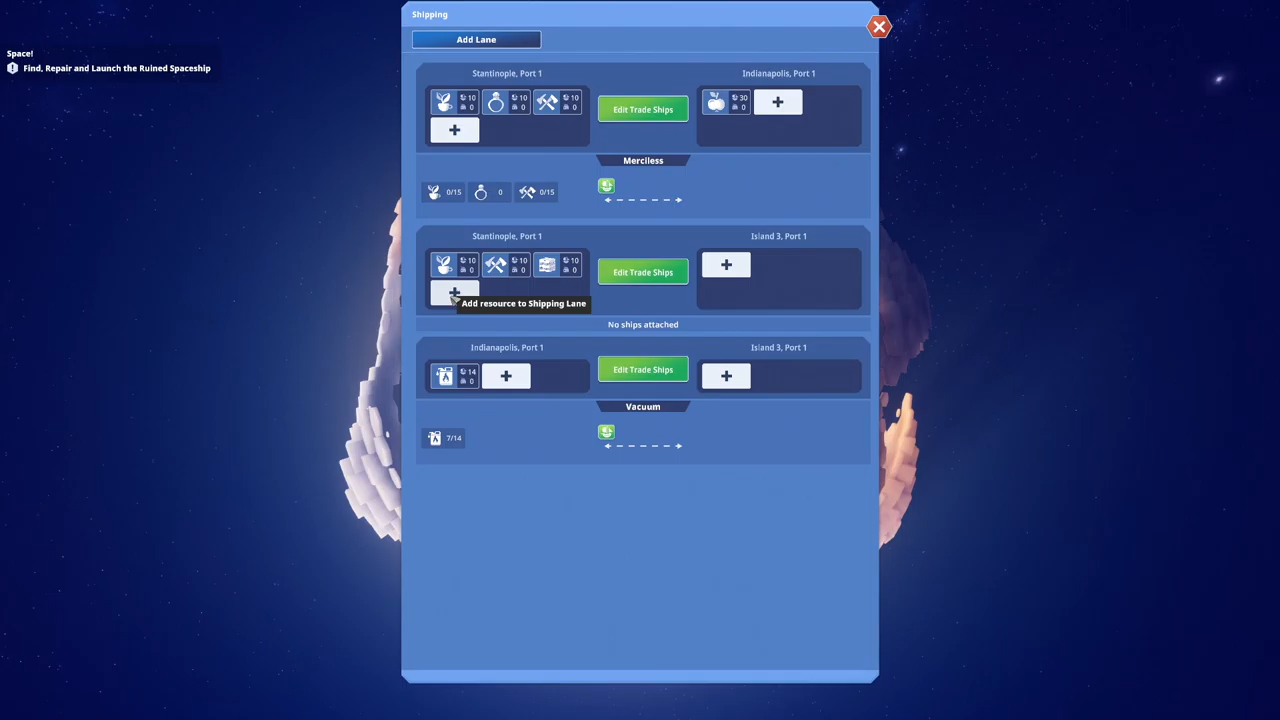 Shipping
Add Lane
Space!
Find, Repair and Launch the Ruined Spaceship
Stantinople, Port 1
Indianapolis, Port 1
10
0
10
0
10
0
Edit Trade Ships
30
0
Merciless
0/15
0
0/15
Stantinople, Port 1
Island 3, Port 1
10
0
10
0
10
0
Edit Trade Ships
Add resource to Shipping Lane
No ships attached
Indianapolis, Port 1
Island 3, Port 1
14
0
Edit Trade Ships
Vacuum
7/14